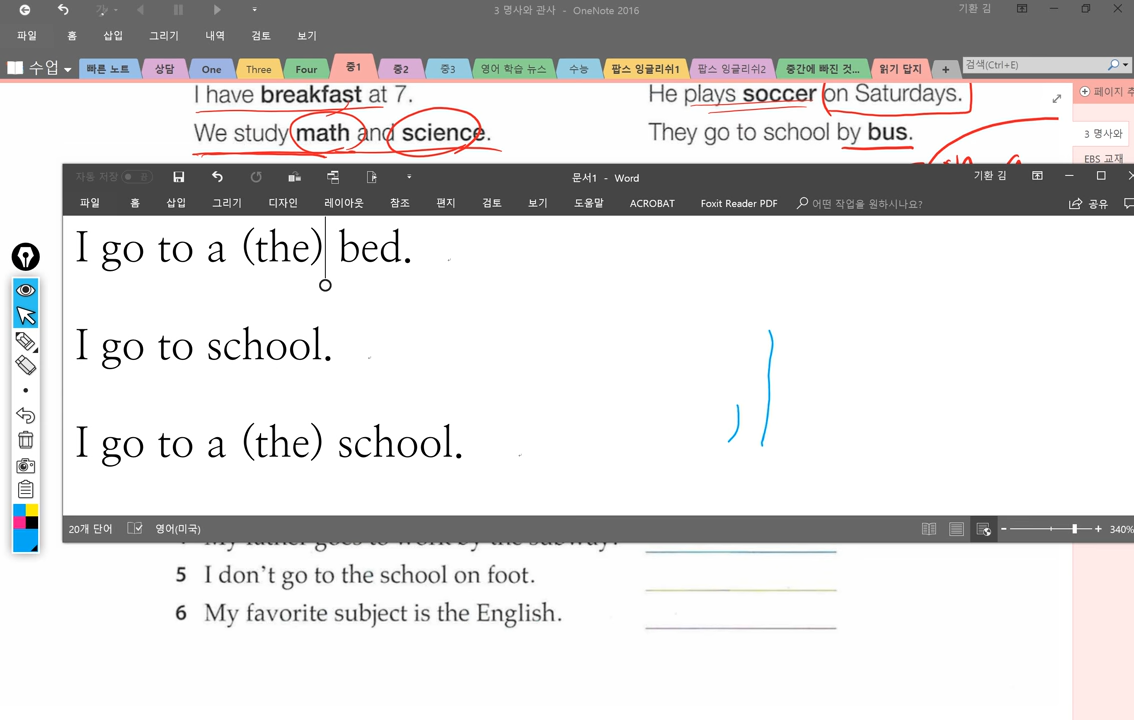 3 명사와 관사 - OneNote 2016
기환 김
파일 홈 삽입 그리기 내역 검토 보기
수업 빠른 노트 상담 One Three Four 중1 중2 중3 영어 학습 뉴스 수능 팝스 잉글리쉬1 팝스 잉글리쉬2 중간에 빠진 것... 읽기 답지 + 검색(Ctrl+E)
I have breakfast at 7.
He plays soccer on Saturdays.
페이지 추
We study math and science.
They go to school by bus.
3 명사와
EBS 교재
자동 저장
문서1 - Word
기환 김
파일 홈 삽입 그리기 디자인 레이아웃 참조 편지 검토 보기 도움말 ACROBAT Foxit Reader PDF 어떤 작업을 원하시나요? 공유
I go to a (the) bed.
I go to school.
I go to a (the) school.
20개 단어 영어(미국) 340%
My father goes to work by the subway.
5 I don't go to the school on foot.
6 My favorite subject is the English.